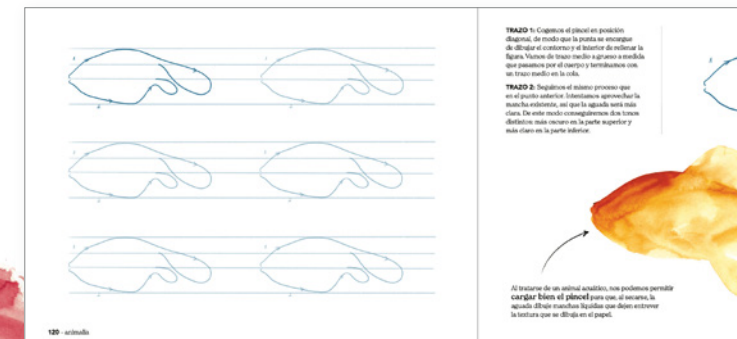 TRAZO 1: Cogemos el pincel en posición
diagonal, de modo que la punta se encargue
de dibujar el contorno y el interior de rellenar la
figura. Vamos de trazo medio a grueso a medida
que pasamos por el cuerpo y terminamos con
un trazo medio en la cola.
TRAZO 2: Seguimos el mismo proceso que
en el punto anterior. Intentamos aprovechar la
mancha existente, así que la aguada será más
clara. De este modo conseguiremos dos tonos
distintos: más oscuro en la parte superior y
más claro en la parte inferior.
Al tratarse de un animal acuático, nos podemos permitir
cargar bien el pincel para que, al secarse, la
aguada dibuje manchas líquidas que dejen entrever
la textura que se dibuja en el papel.
120 · animalia